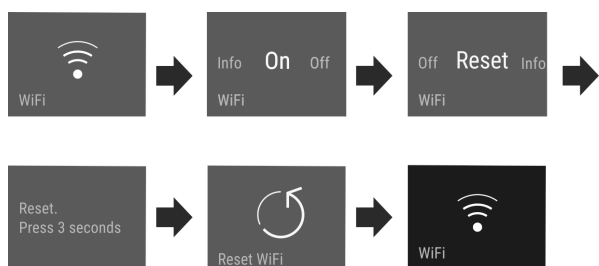 WiFi
Info On Off
WiFi
Off Reset Info
WiFi
Reset.
Press 3 seconds
Reset WiFi
WiFi